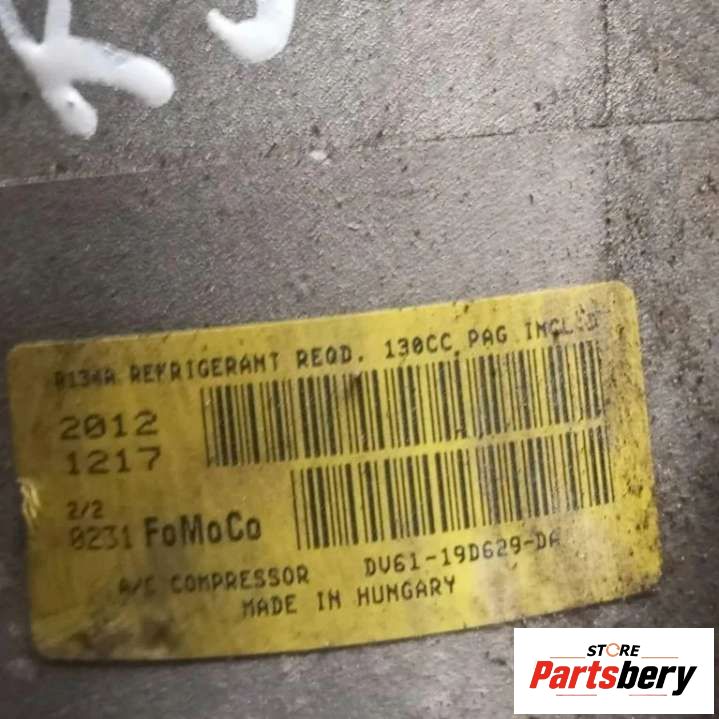 K
R134A REFRIGERANT REQD. 130CC PAG INCL'D
2012
1217
2/2
0231 FoMoCo
A/C COMPRESSOR DV61-19D629-DA
MADE IN HUNGARY
STORE
Partsbery